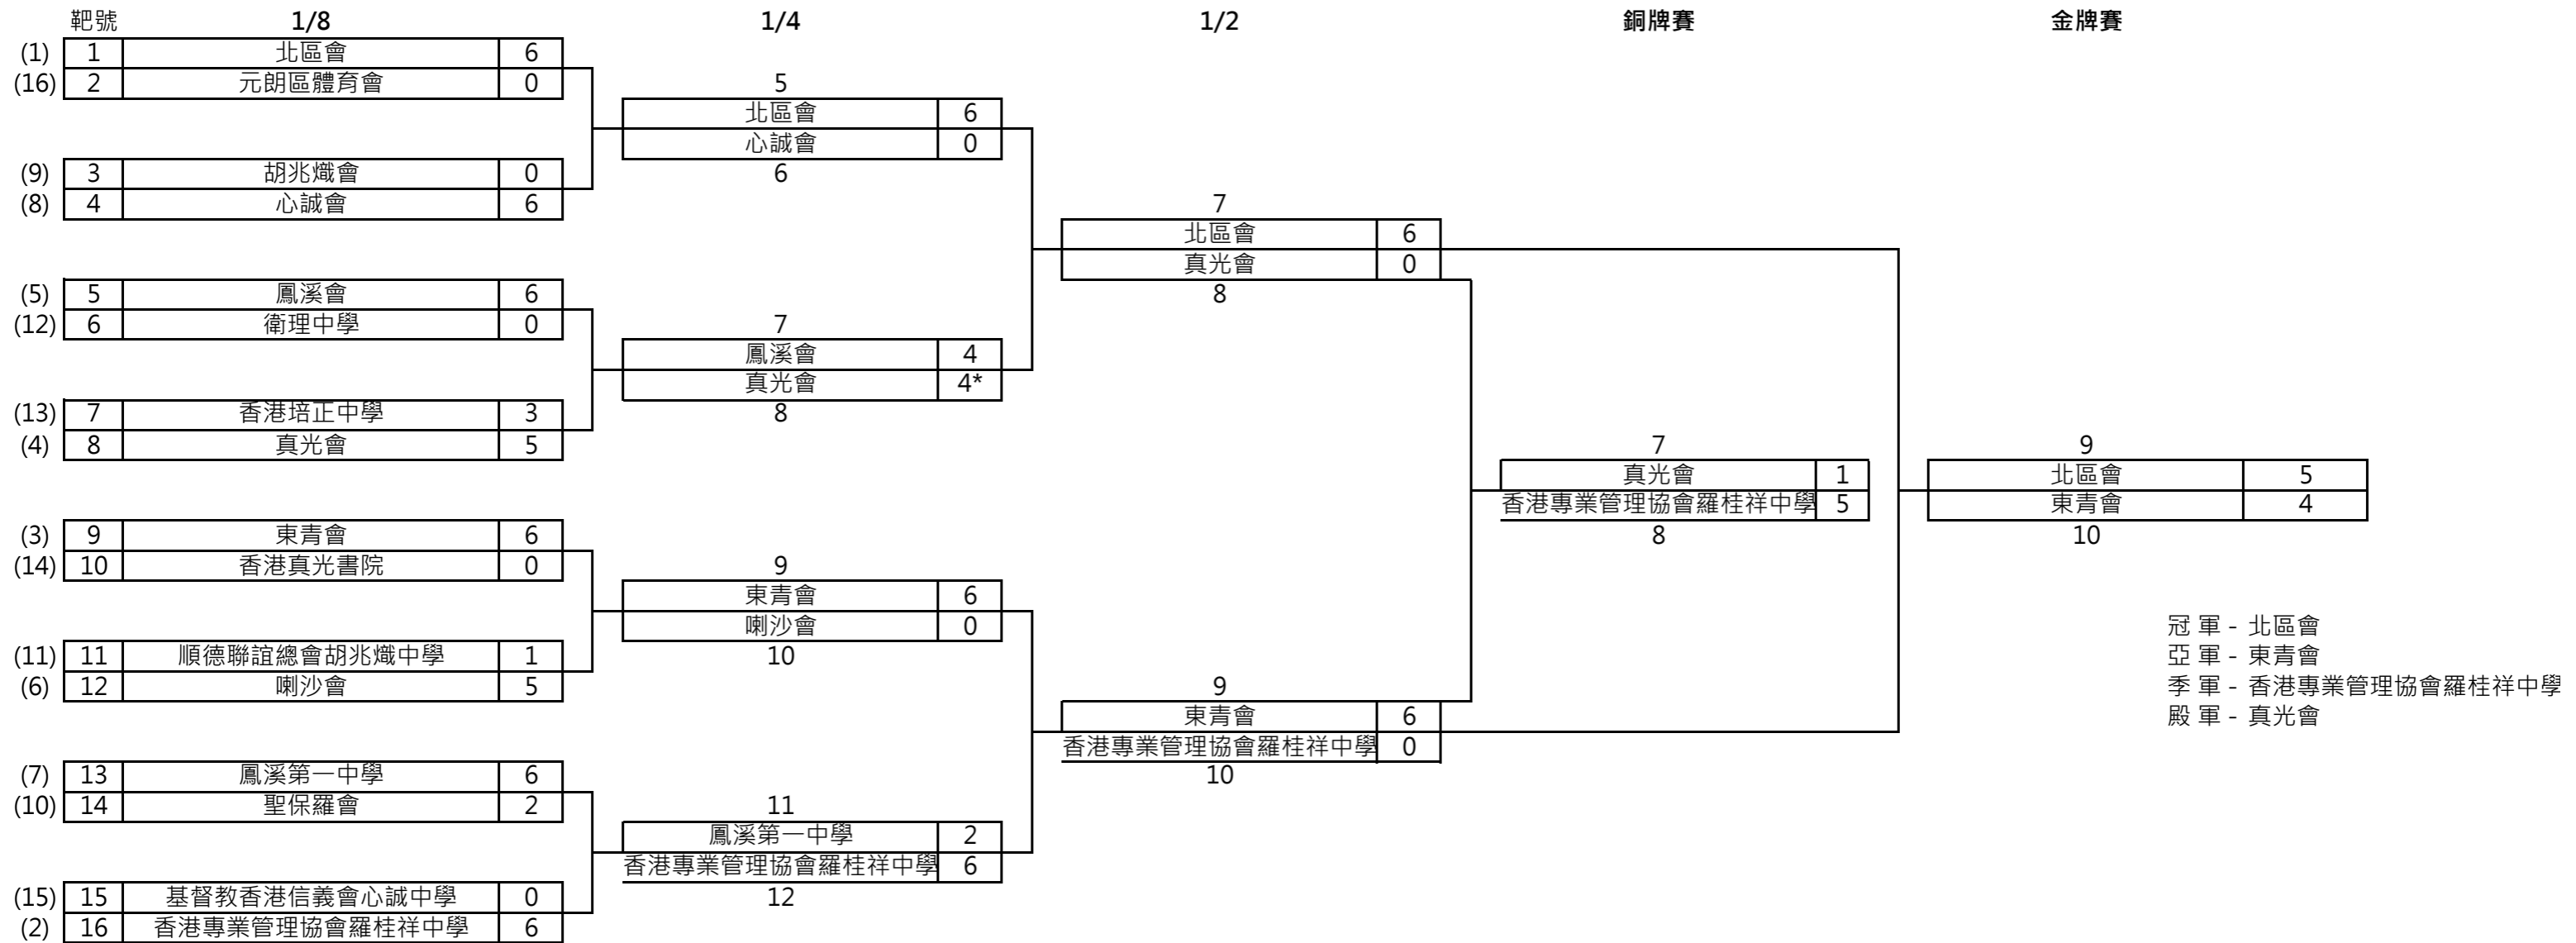 靶號 1/8 1/4 1/2 銅牌賽 金牌賽
(1) 1 北區會 6
(16) 2 元朗區體育會 0
5
北區會 6
心誠會 0
6
(9) 3 胡兆熾會 0
(8) 4 心誠會 6
7
北區會 6
真光會 0
8
(5) 5 鳳溪會 6
(12) 6 衛理中學 0
7
鳳溪會 4
真光會 4*
8
(13) 7 香港培正中學 3
(4) 8 真光會 5
7
真光會 1
香港專業管理協會羅桂祥中學 5
8
9
北區會 5
東青會 4
10
(3) 9 東青會 6
(14) 10 香港真光書院 0
9
東青會 6
喇沙會 0
10
(11) 11 順德聯誼總會胡兆熾中學 1
(6) 12 喇沙會 5
9
東青會 6
香港專業管理協會羅桂祥中學 0
10
冠 軍 - 北區會
亞 軍 - 東青會
季 軍 - 香港專業管理協會羅桂祥中學
殿 軍 - 真光會
(7) 13 鳳溪第一中學 6
(10) 14 聖保羅會 2
11
鳳溪第一中學 2
香港專業管理協會羅桂祥中學 6
12
(15) 15 基督教香港信義會心誠中學 0
(2) 16 香港專業管理協會羅桂祥中學 6